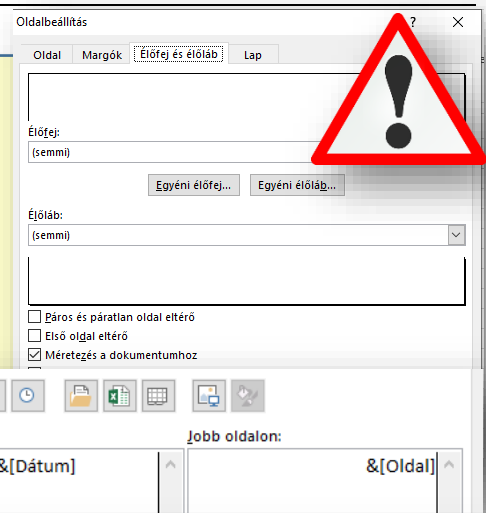 Oldalbeállítás ?
Oldal Margók Élőfej és élőláb Lap
Élőfej:
(semmi)
Egyéni élőfej... Egyéni élőláb...
Élőláb:
(semmi)
Páros és páratlan oldal eltérő
Első oldal eltérő
Méretezés a dokumentumhoz
Jobb oldalon:
&[Dátum] &[Oldal]